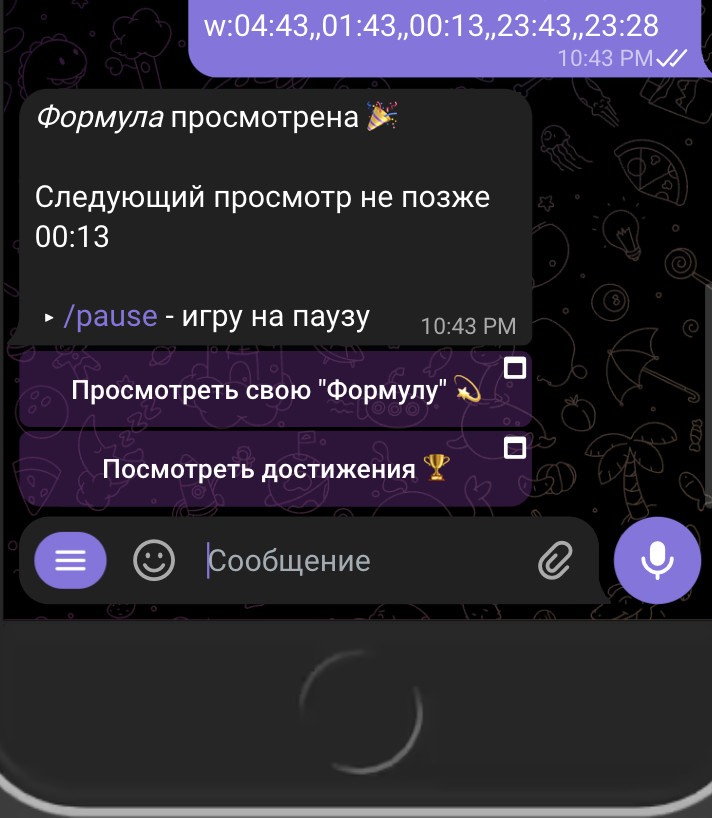 w:04:43,,01:43,,00:13,,23:43,,23:28
10:43 PM
Формула просмотрена 🎉
Следующий просмотр не позже
00:13
▸ /pause - игру на паузу
10:43 PM
Просмотреть свою "Формулу" 💫
Посмотреть достижения 🏆
Сообщение